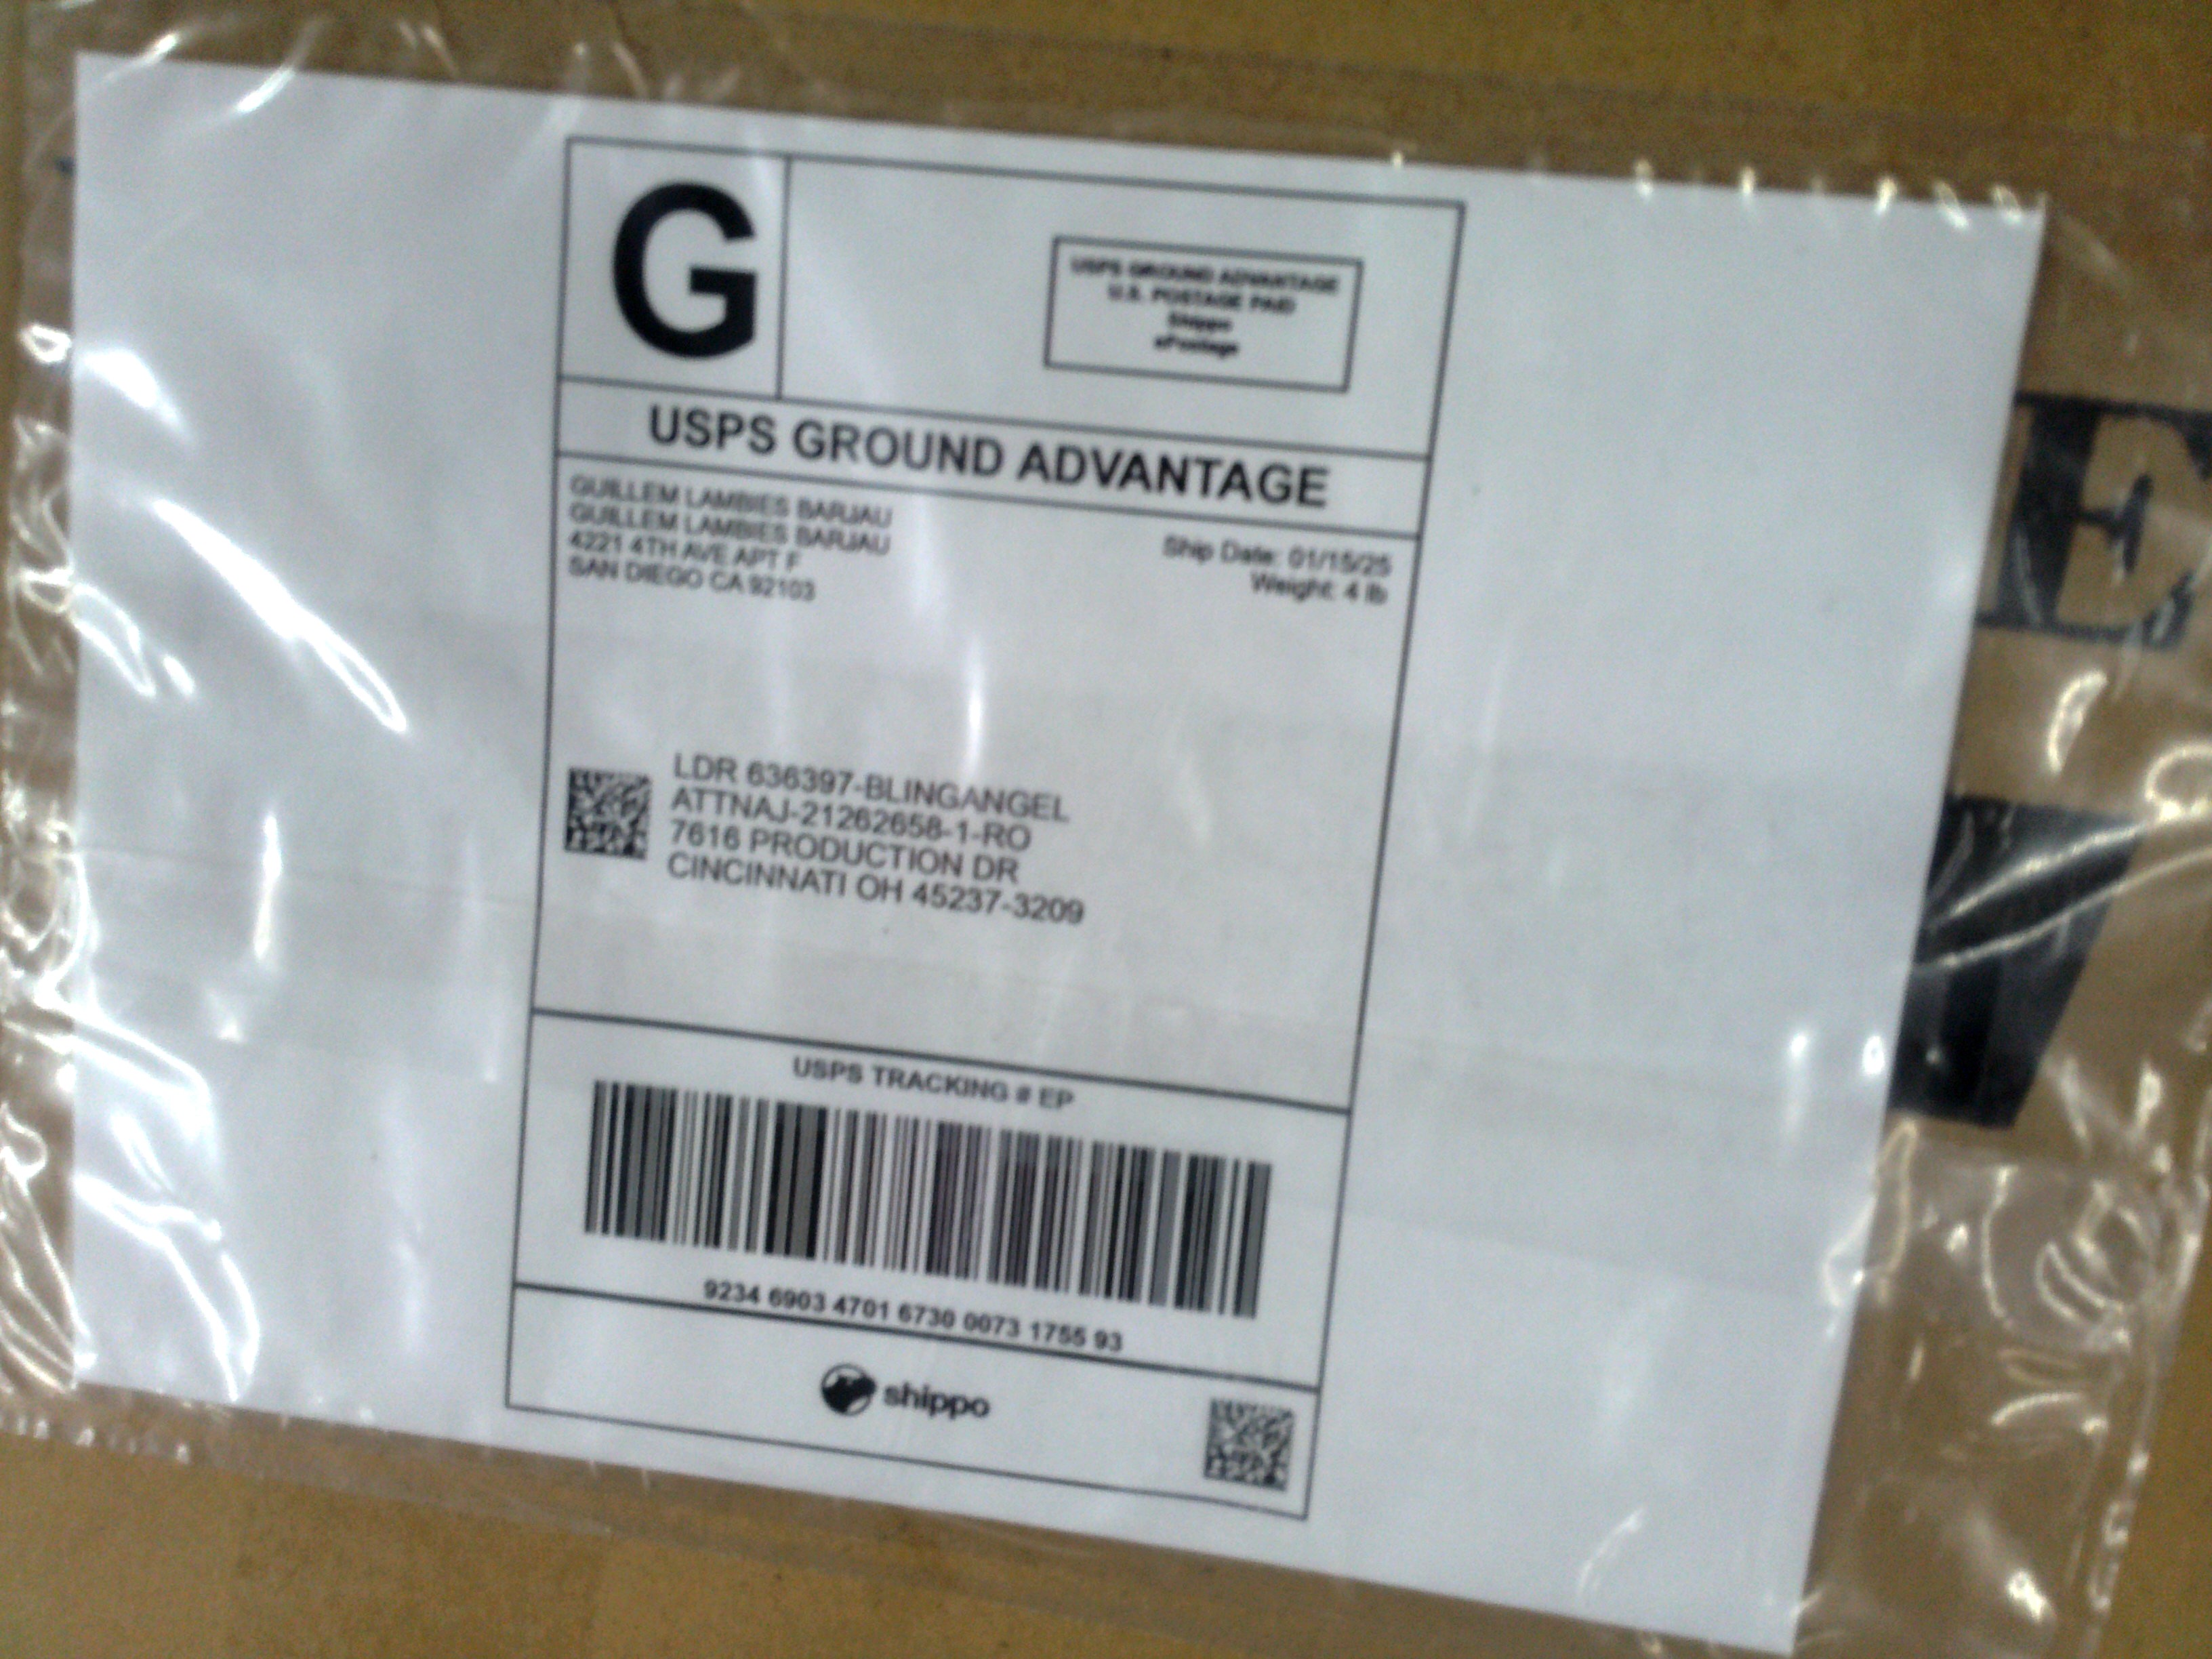 G
USPS GROUND ADVANTAGE
U.S. POSTAGE PAID
Shippo
ePostage
USPS GROUND ADVANTAGE
GUILLEM LAMBIES BARJAU
GUILLEM LAMBIES BARJAU
4221 4TH AVE APT F
SAN DIEGO CA 92103
Ship Date: 01/15/25
Weight: 4 lb
LDR 636397-BLINGANGEL
ATTNAJ-21262658-1-RO
7616 PRODUCTION DR
CINCINNATI OH 45237-3209
USPS TRACKING # EP
9234 6903 4701 6730 0073 1755 93
shippo
E